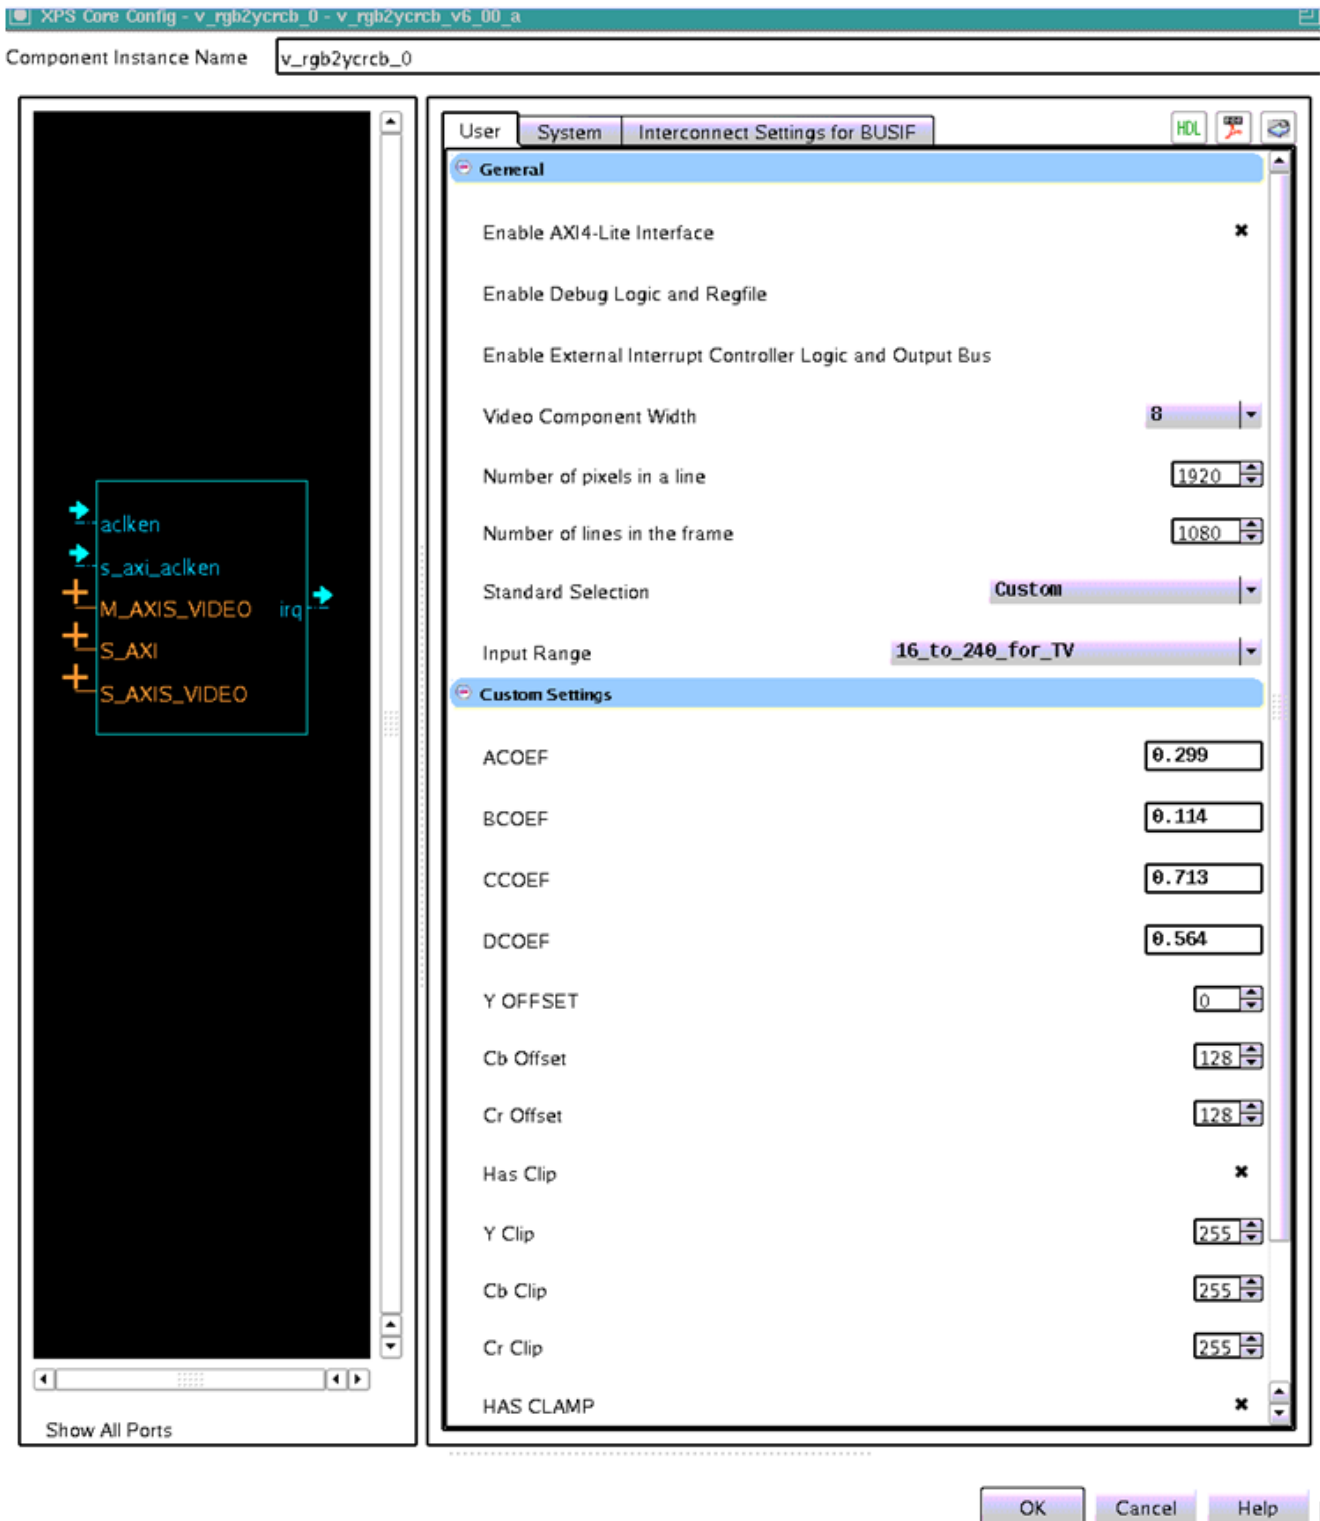 XPS Core Config - v_rgb2ycrcb_0 - v_rgb2ycrcb_v6_00_a
Component Instance Name v_rgb2ycrcb_0
User System Interconnect Settings for BUSIF HDL
General
Enable AXI4-Lite Interface
Enable Debug Logic and Regfile
Enable External Interrupt Controller Logic and Output Bus
Video Component Width 8
Number of pixels in a line 1920
Number of lines in the frame 1080
Standard Selection Custom
Input Range 16_to_240_for_TV
Custom Settings
ACOEF 0.299
BCOEF 0.114
CCOEF 0.713
DCOEF 0.564
Y OFFSET 0
Cb Offset 128
Cr Offset 128
Has Clip
Y Clip 255
Cb Clip 255
Cr Clip 255
HAS CLAMP
aclken
s_axi_aclken
M_AXIS_VIDEO irq
S_AXI
S_AXIS_VIDEO
Show All Ports
OK Cancel Help